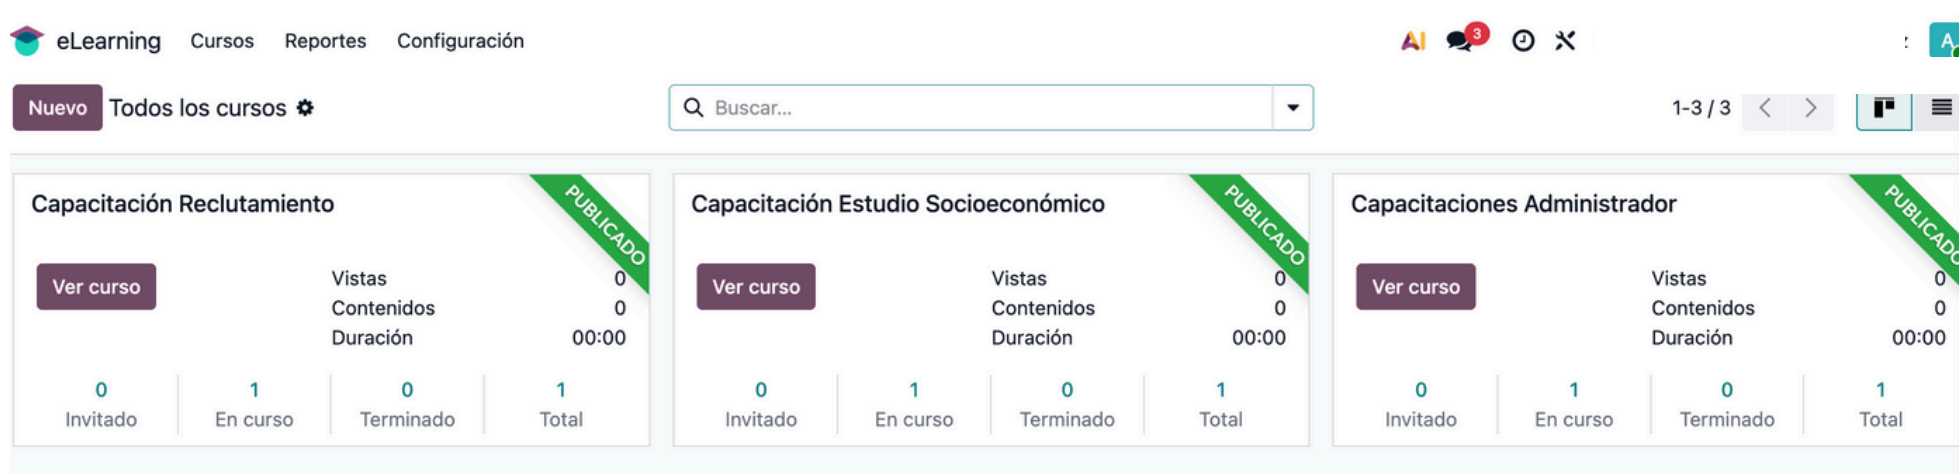 eLearning Cursos Reportes Configuración AI 3 A
Nuevo Todos los cursos Buscar... 1-3 / 3
Capacitación Reclutamiento
PUBLICADO
Ver curso
Vistas 0
Contenidos 0
Duración 00:00
0 1 0 1
Invitado En curso Terminado Total
Capacitación Estudio Socioeconómico
PUBLICADO
Ver curso
Vistas 0
Contenidos 0
Duración 00:00
0 1 0 1
Invitado En curso Terminado Total
Capacitaciones Administrador
PUBLICADO
Ver curso
Vistas 0
Contenidos 0
Duración 00:00
0 1 0 1
Invitado En curso Terminado Total